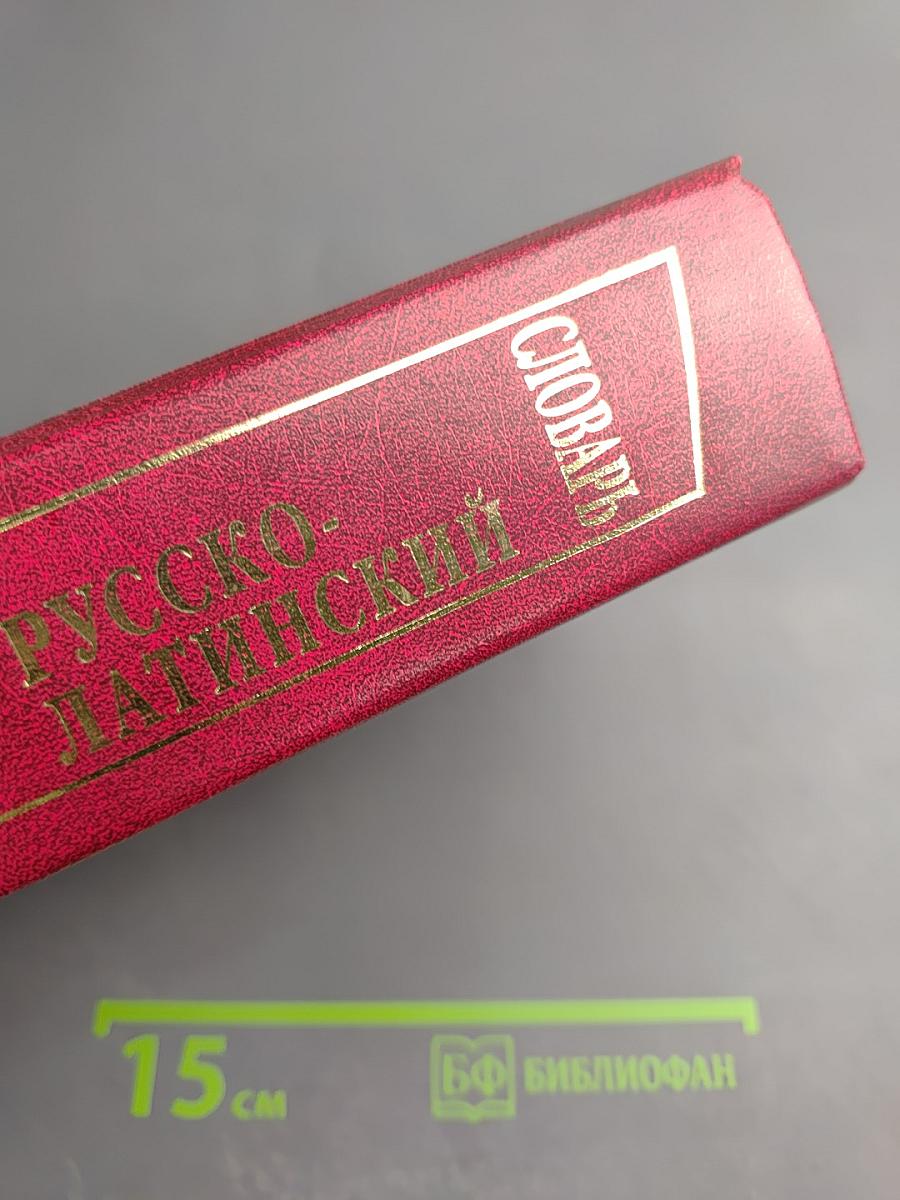 СЛОВАРЬ
РУССКО-
ЛАТИНСКИЙ
15 см
БФ БИБЛИОФАН